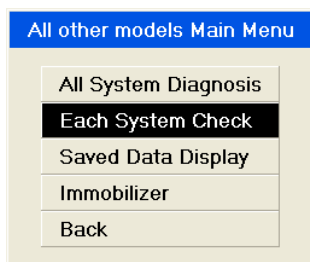 All other models Main Menu
All System Diagnosis
Each System Check
Saved Data Display
Immobilizer
Back